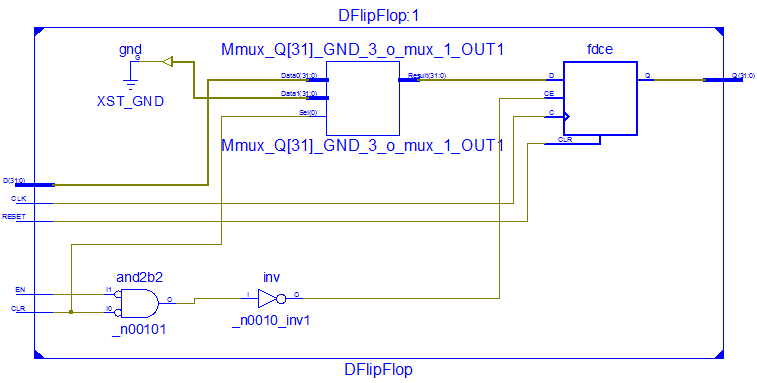 DFlipFlop:1
gnd
G
XST_GND
Mmux_Q[31]_GND_3_o_mux_1_OUT1
Data0(31:0)
Data1(31:0)
Sel(0)
Result(31:0)
Mmux_Q[31]_GND_3_o_mux_1_OUT1
fdce
D
CE
C
CLR
Q
Q(31:0)
D(31:0)
CLK
RESET
EN
CLR
and2b2
I1
I0
O
_n00101
inv
I
O
_n0010_inv1
DFlipFlop